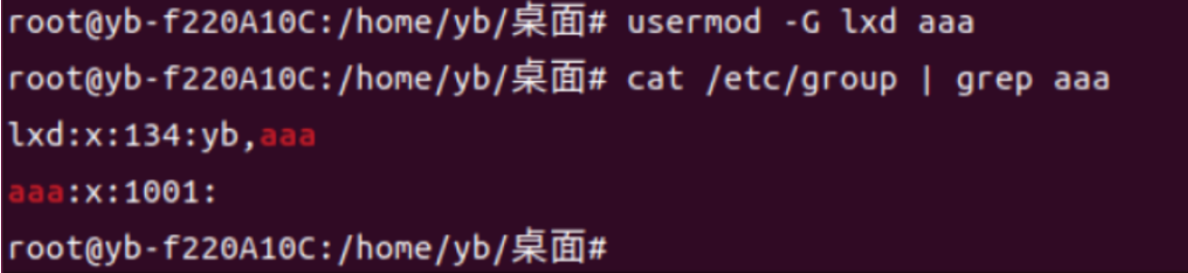 root@yb-f220A10C:/home/yb/桌面# usermod -G lxd aaa
root@yb-f220A10C:/home/yb/桌面# cat /etc/group | grep aaa
lxd:x:134:yb,aaa
aaa:x:1001:
root@yb-f220A10C:/home/yb/桌面#